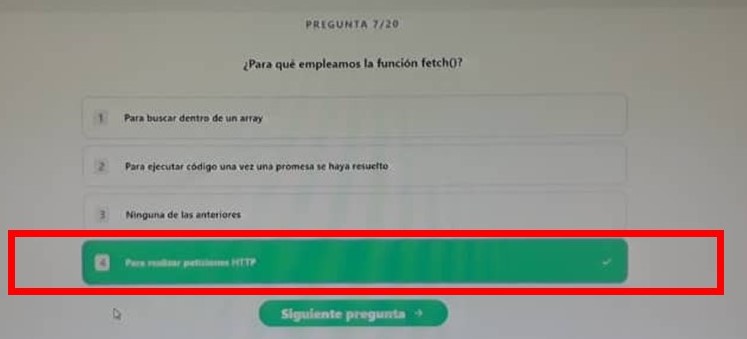 PREGUNTA 7/20
¿Para qué empleamos la función fetch()?
1 Para buscar dentro de un array
2 Para ejecutar código una vez una promesa se haya resuelto
3 Ninguna de las anteriores
4 Para realizar peticiones HTTP
Siguiente pregunta →